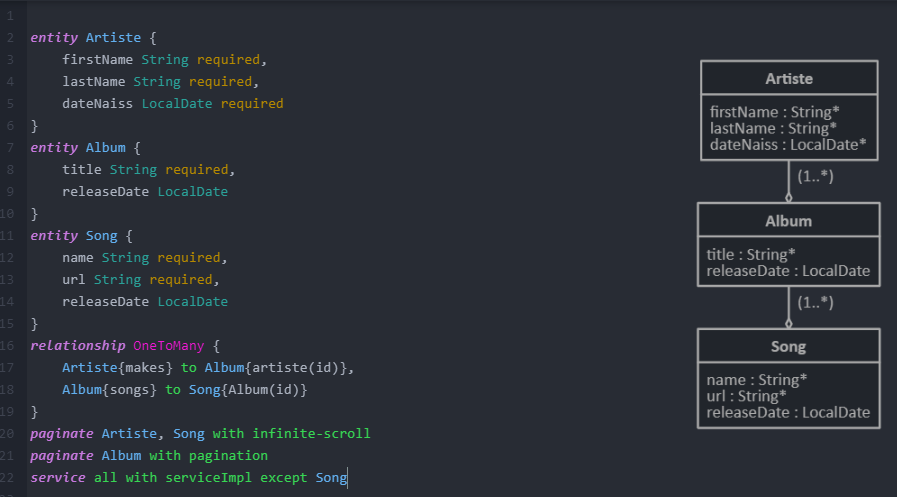 1
2 entity Artiste {
3 firstName String required,
4 lastName String required,
5 dateNaiss LocalDate required
6 }
7 entity Album {
8 title String required,
9 releaseDate LocalDate
10 }
11 entity Song {
12 name String required,
13 url String required,
14 releaseDate LocalDate
15 }
16 relationship OneToMany {
17 Artiste{makes} to Album{artiste(id)},
18 Album{songs} to Song{Album(id)}
19 }
20 paginate Artiste, Song with infinite-scroll
21 paginate Album with pagination
22 service all with serviceImpl except Song
Artiste
firstName : String*
lastName : String*
dateNaiss : LocalDate*
(1..*)
Album
title : String*
releaseDate : LocalDate
(1..*)
Song
name : String*
url : String*
releaseDate : LocalDate